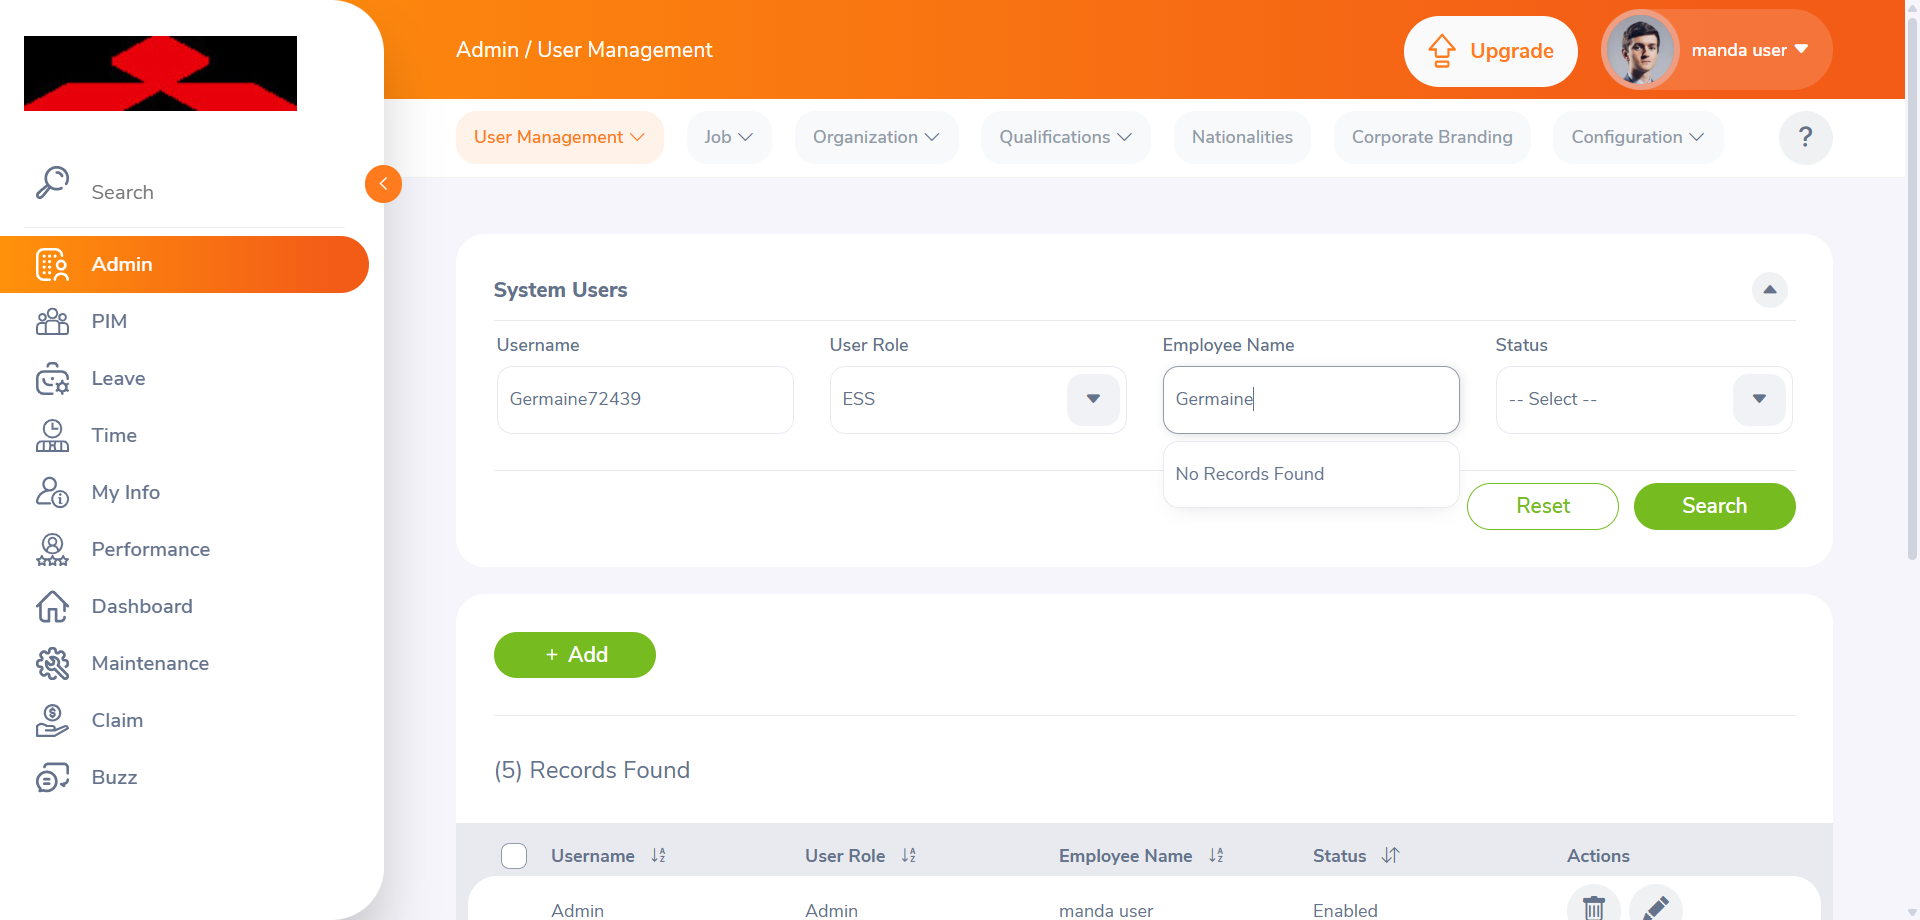 Admin / User Management
Upgrade
manda user
User Management
Job
Organization
Qualifications
Nationalities
Corporate Branding
Configuration
?
Search
Admin
PIM
Leave
Time
My Info
Performance
Dashboard
Maintenance
Claim
Buzz
System Users
Username
User Role
Employee Name
Status
Germaine72439
ESS
Germaine
-- Select --
No Records Found
Reset
Search
+ Add
(5) Records Found
Username
User Role
Employee Name
Status
Actions
Admin
Admin
manda user
Enabled